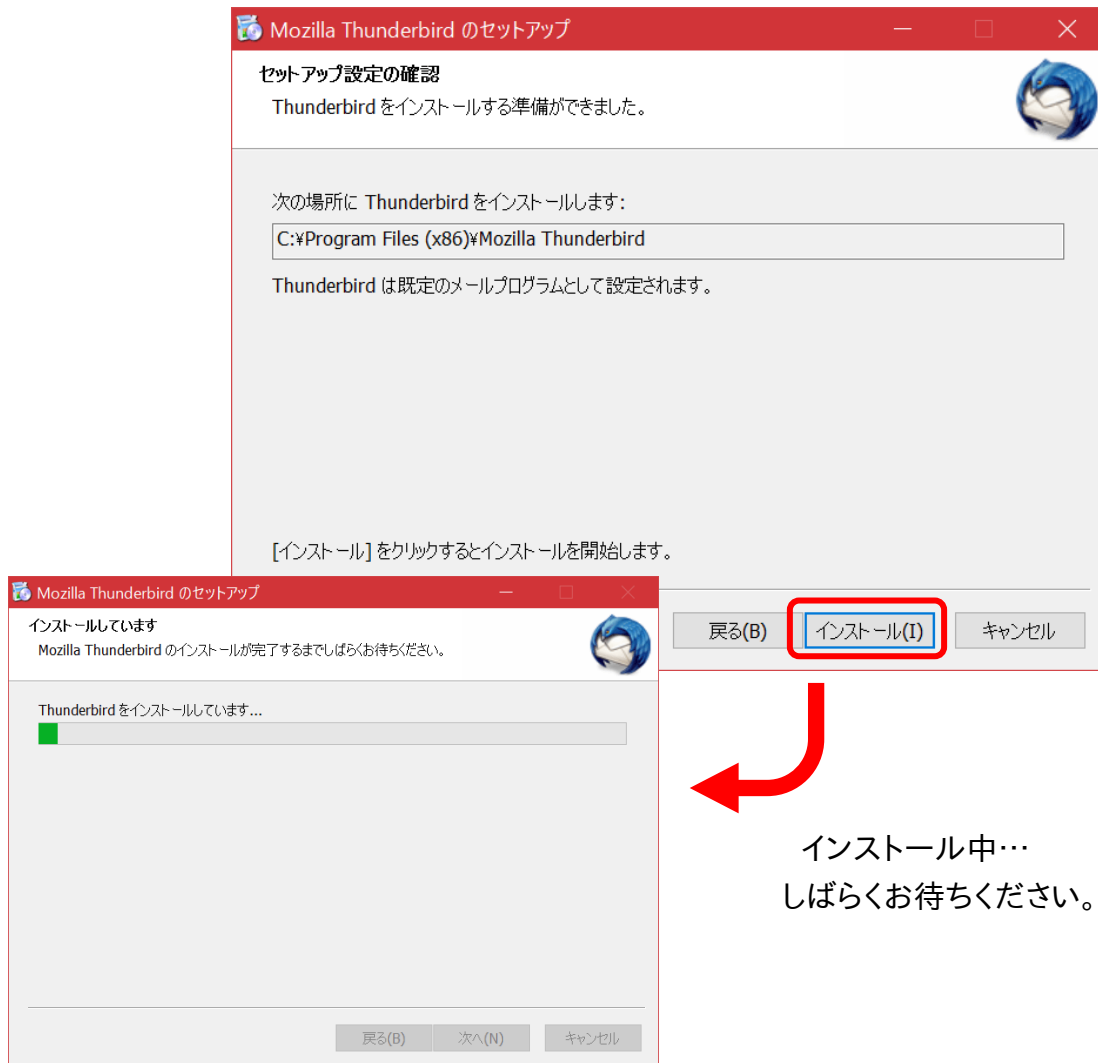 Mozilla Thunderbird のセットアップ
セットアップ設定の確認
Thunderbird をインストールする準備ができました。
次の場所に Thunderbird をインストールします:
C:¥Program Files (x86)¥Mozilla Thunderbird
Thunderbird は既定のメールプログラムとして設定されます。
[インストール] をクリックするとインストールを開始します。
戻る(B) インストール(I) キャンセル
Mozilla Thunderbird のセットアップ
インストールしています
Mozilla Thunderbird のインストールが完了するまでしばらくお待ちください。
Thunderbird をインストールしています...
戻る(B) 次へ(N) キャンセル
インストール中…
しばらくお待ちください。